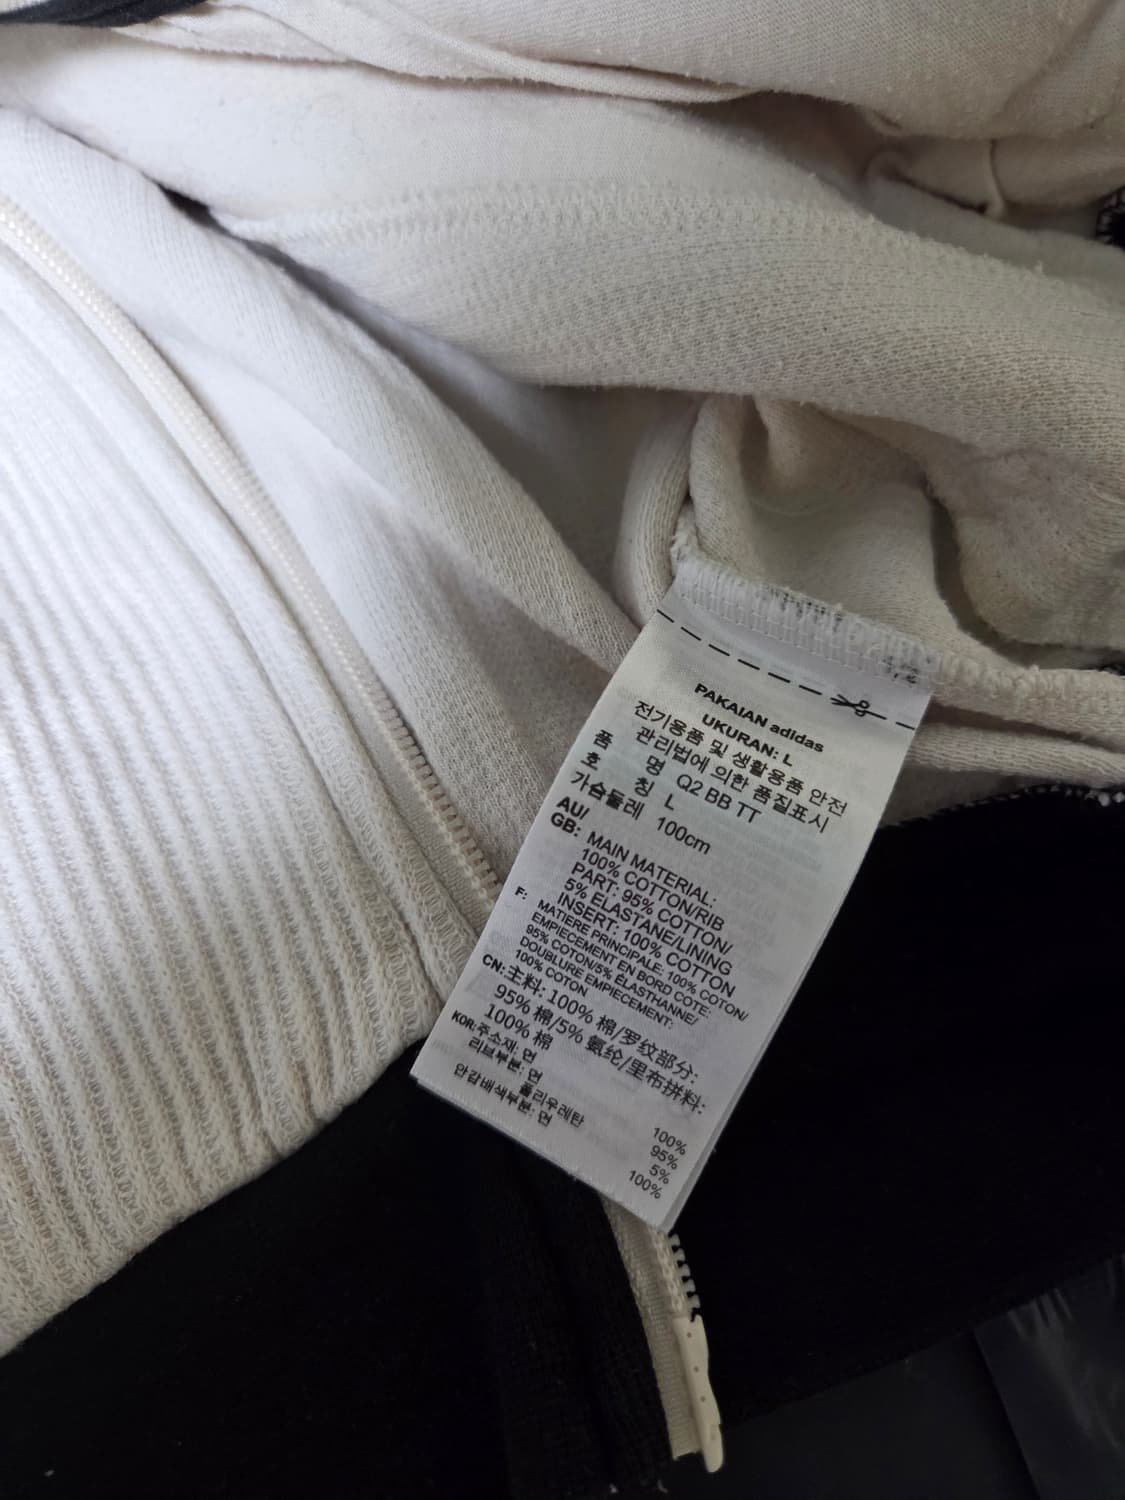 PAKAIAN adidas
UKURAN: L
전기용품 및 생활용품 안전
관리법에 의한 품질표시
품 명 Q2 BB TT
호 칭 L
가슴둘레 100cm
AU/
GB: MAIN MATERIAL:
100% COTTON/RIB
PART: 95% COTTON/
5% ELASTANE/LINING
INSERT: 100% COTTON
F: MATIERE PRINCIPALE: 100% COTON/
EMPIECEMENT EN BORD COTE:
95% COTON/5% ÉLASTHANNE/
DOUBLURE EMPIECEMENT:
100% COTON
CN: 主料: 100% 棉/罗纹部分:
95% 棉/5% 氨纶/里布拼料:
100% 棉
KOR: 주소재: 면 100%
리브부분: 면 95%
폴리우레탄 5%
안감배색부분: 면 100%